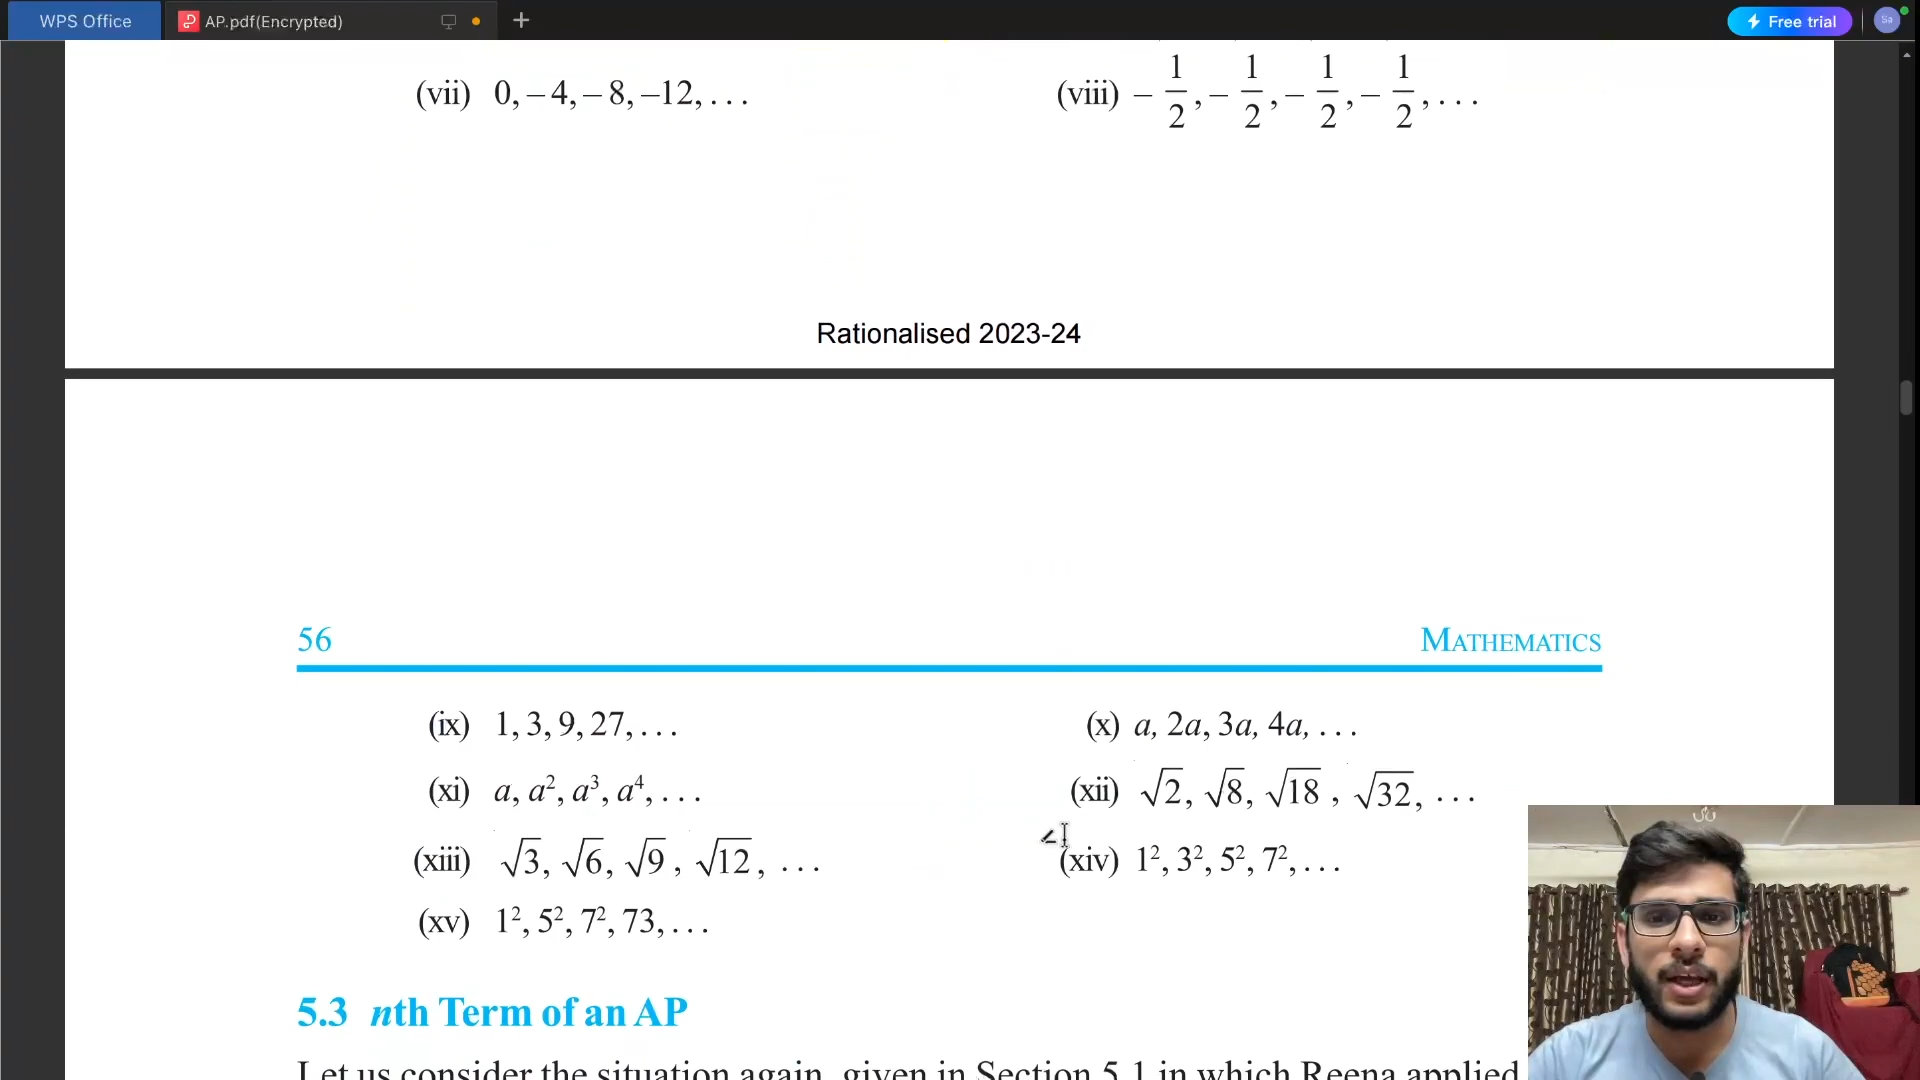 WPS Office AP.pdf(Encrypted) Free trial Sa
(vii) 0, – 4, – 8, –12, . . . (viii) – 1/2, – 1/2, – 1/2, – 1/2, . . .
Rationalised 2023-24
56 MATHEMATICS
(ix) 1, 3, 9, 27, . . . (x) a, 2a, 3a, 4a, . . .
(xi) a, a², a³, a⁴, . . . (xii) √2, √8, √18 , √32, . . .
(xiii) √3, √6, √9 , √12 , . . . (xiv) 1², 3², 5², 7², . . .
(xv) 1², 5², 7², 73, . . .
5.3 nth Term of an AP
Let us consider the situation again, given in Section 5.1 in which Reena applied